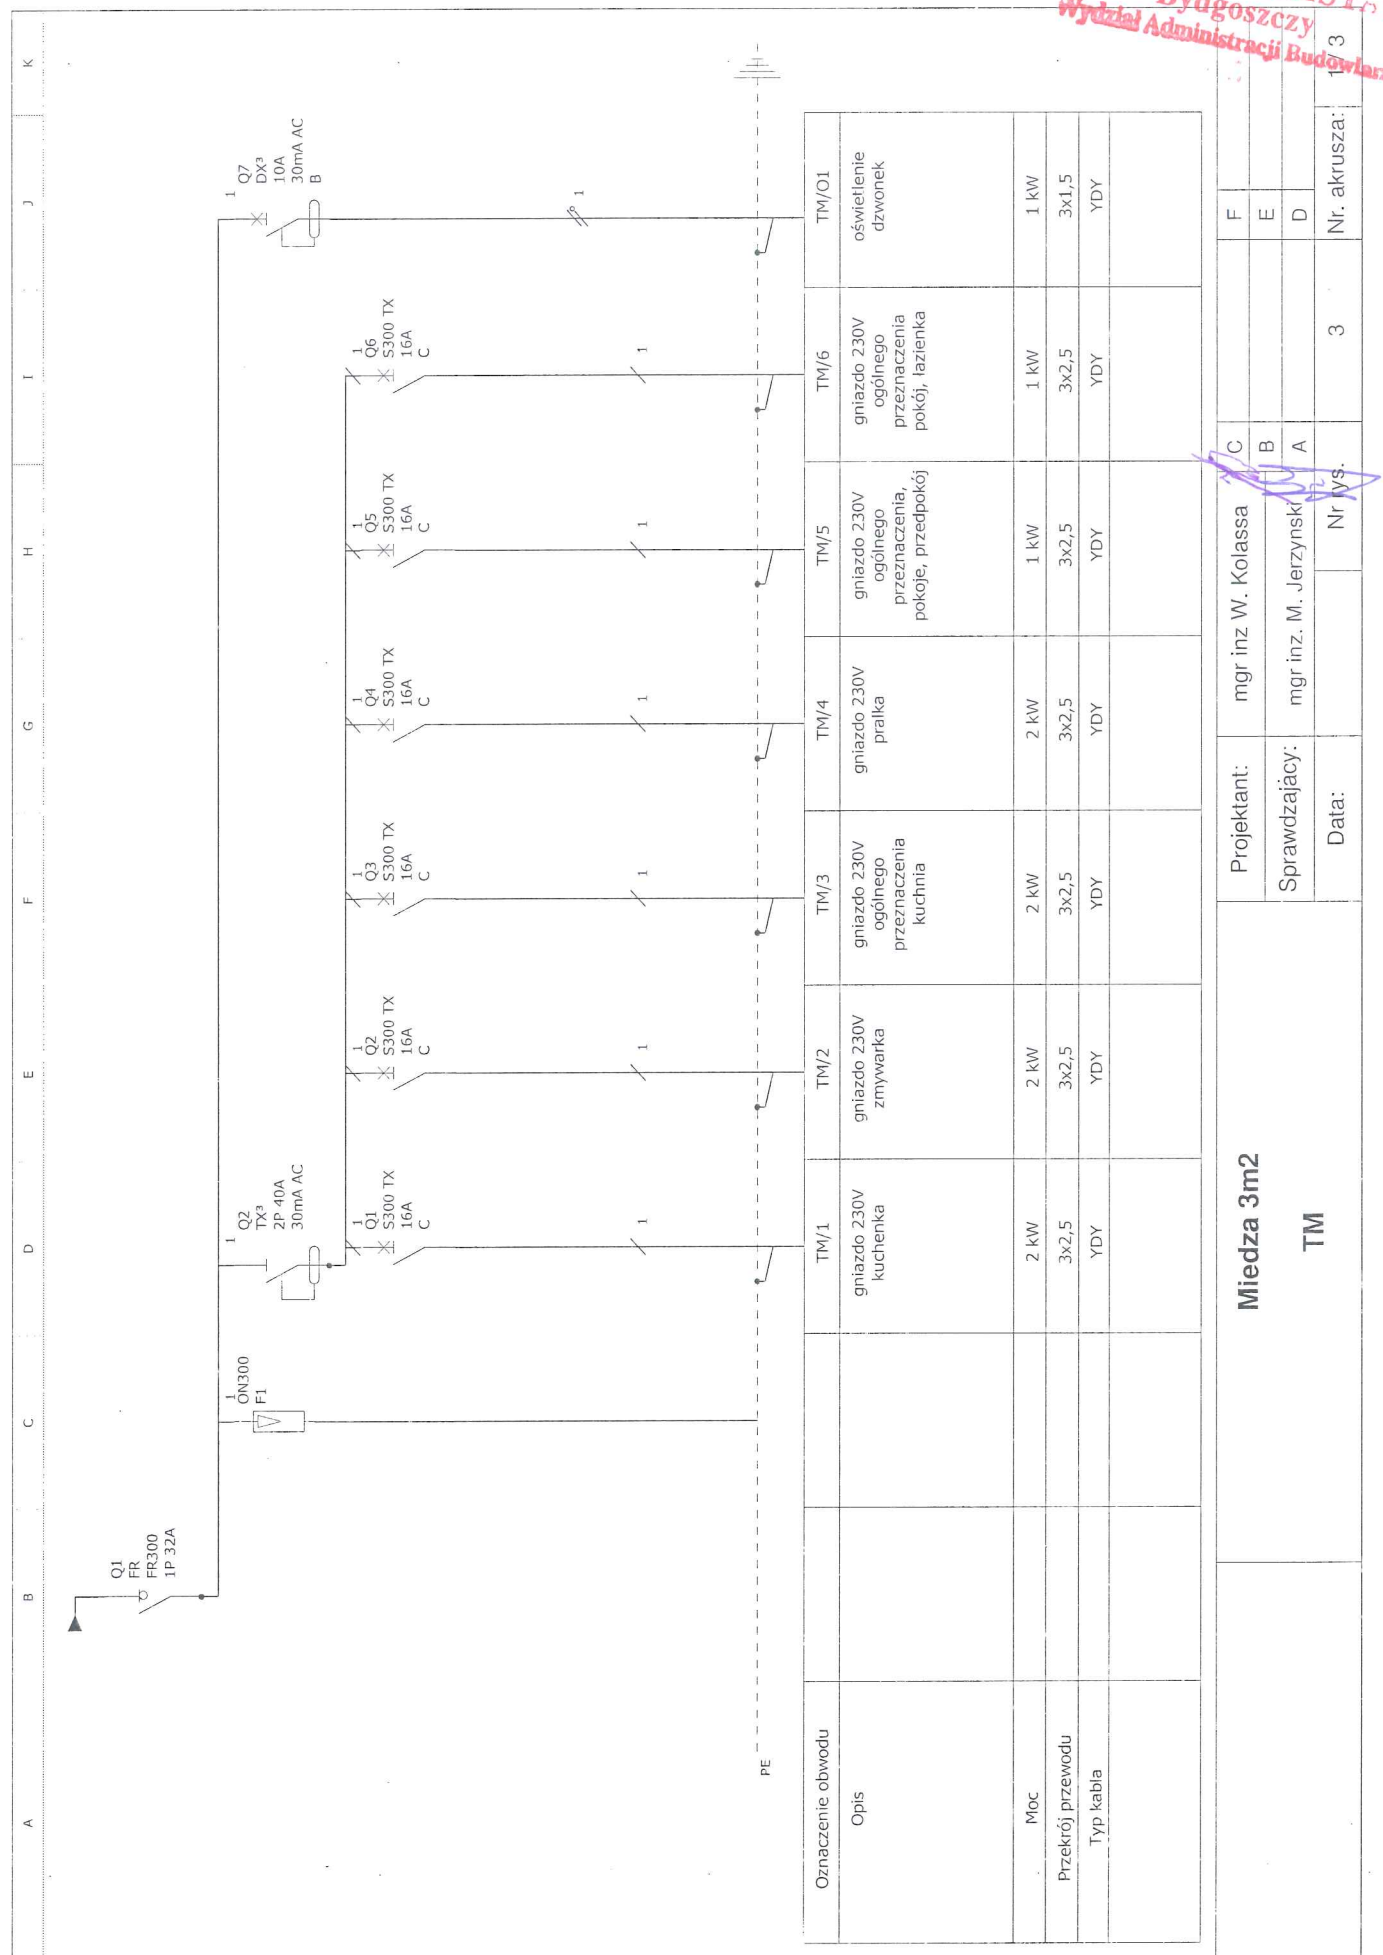 A B C D E F G H I J K
Q1
FR
FR300
1P 32A
1
ON300
F1
1
Q2
TX³
2P 40A
30mA AC
1
Q7
DX³
10A
30mA AC
B
1
Q1
S300 TX
16A
C
1
Q2
S300 TX
16A
C
1
Q3
S300 TX
16A
C
1
Q4
S300 TX
16A
C
1
Q5
S300 TX
16A
C
1
Q6
S300 TX
16A
C
1 1 1 1 1 1 1
PE
Oznaczenie obwodu TM/1 TM/2 TM/3 TM/4 TM/5 TM/6 TM/O1
Opis
gniazdo 230V
kuchenka
gniazdo 230V
zmywarka
gniazdo 230V
ogólnego
przeznaczenia
kuchnia
gniazdo 230V
pralka
gniazdo 230V
ogólnego
przeznaczenia,
pokoje, przedpokój
gniazdo 230V
ogólnego
przeznaczenia
pokój, łazienka
oświetlenie
dzwonek
Moc 2 kW 2 kW 2 kW 2 kW 1 kW 1 kW 1 kW
Przekrój przewodu 3x2,5 3x2,5 3x2,5 3x2,5 3x2,5 3x2,5 3x1,5
Typ kabla YDY YDY YDY YDY YDY YDY YDY
Miedza 3m2
TM
Projektant: mgr inz W. Kolassa C F
B E
Sprawdzajacy: mgr inz. M. Jerzynski A D
Data: Nr rys. 3 Nr. akrusza: 1 / 3
Bydgoszczy
Wydział Administracji